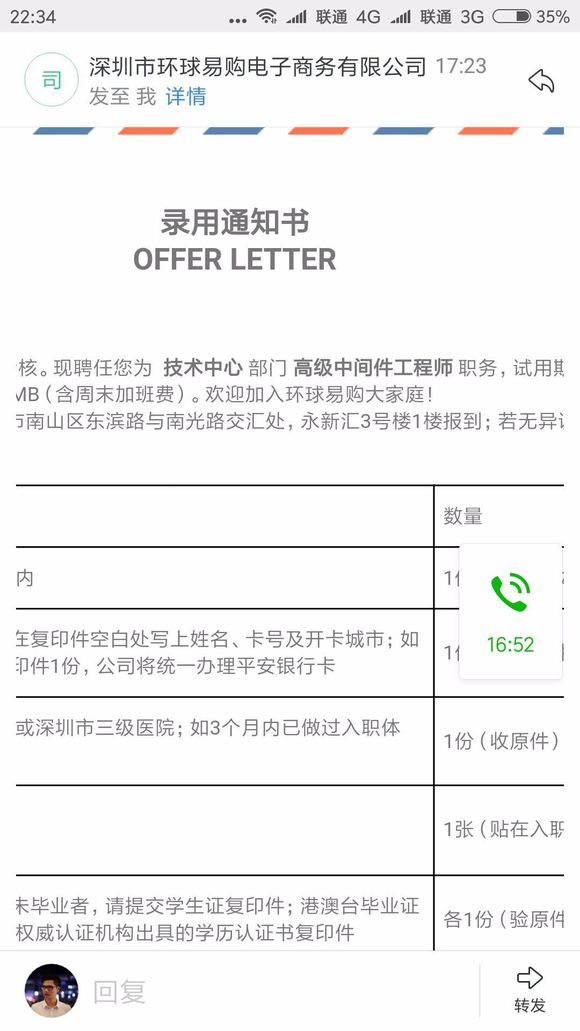 22:34 ... 联通 4G 联通 3G 35%
司 深圳市环球易购电子商务有限公司 17:23
发至 我 详情
录用通知书
OFFER LETTER
核。现聘任您为 技术中心 部门 高级中间件工程师 职务，试用期
MB（含周末加班费）。欢迎加入环球易购大家庭！
市南山区东滨路与南光路交汇处，永新汇3号楼1楼报到；若无异议
数量
内 1份
16:52
在复印件空白处写上姓名、卡号及开卡城市；如
印件1份，公司将统一办理平安银行卡 1份
或深圳市三级医院；如3个月内已做过入职体
1份（收原件）
1张（贴在入职
未毕业者，请提交学生证复印件；港澳台毕业证
权威认证机构出具的学历认证书复印件
各1份（验原件
回复 转发